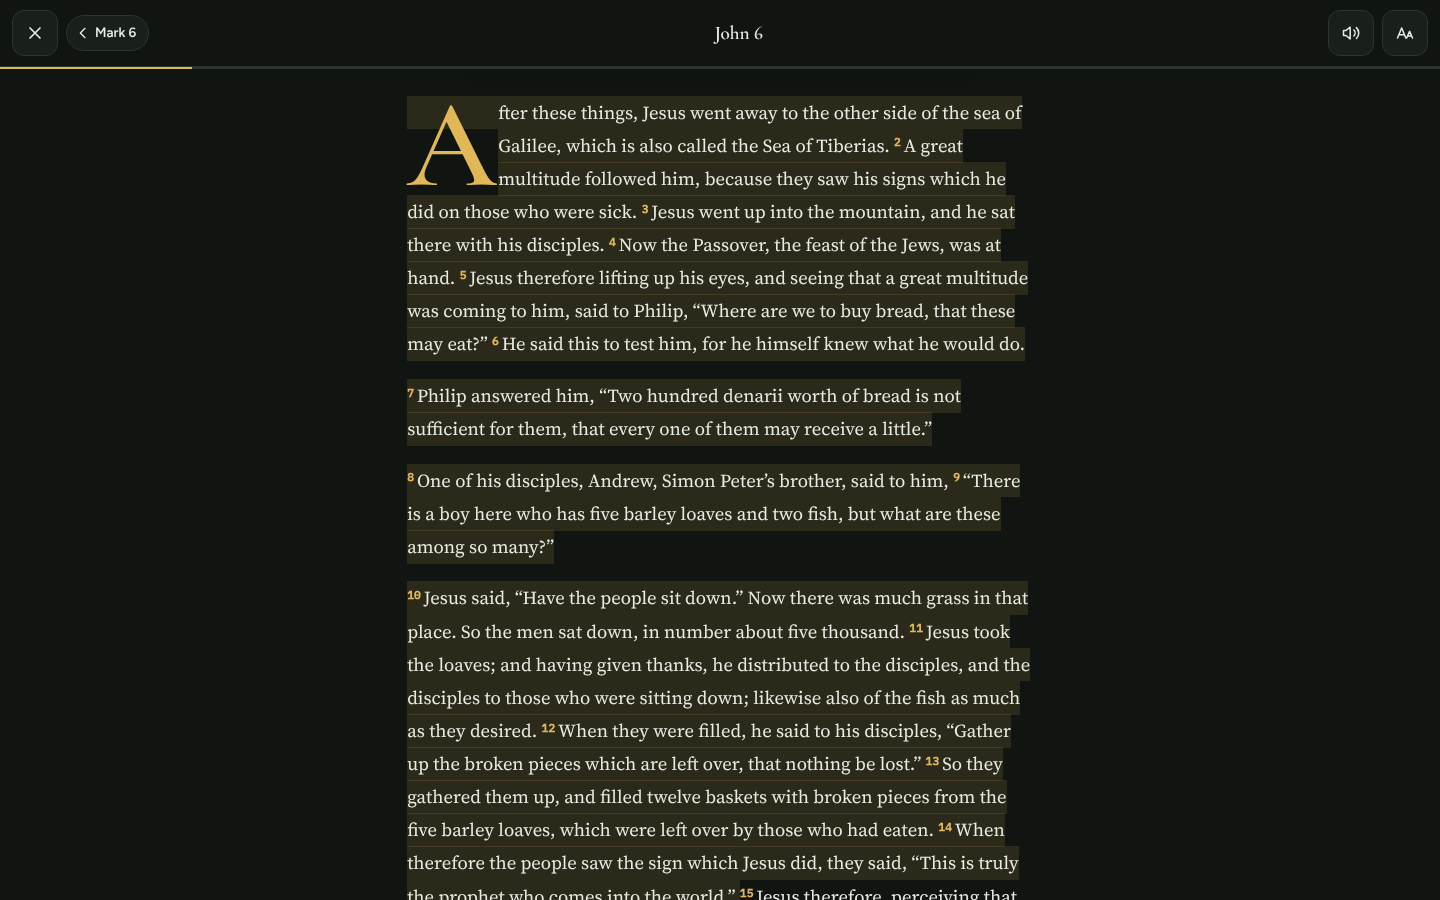 Mark 6
John 6
AA
After these things, Jesus went away to the other side of the sea of
Galilee, which is also called the Sea of Tiberias. 2 A great
multitude followed him, because they saw his signs which he
did on those who were sick. 3 Jesus went up into the mountain, and he sat
there with his disciples. 4 Now the Passover, the feast of the Jews, was at
hand. 5 Jesus therefore lifting up his eyes, and seeing that a great multitude
was coming to him, said to Philip, “Where are we to buy bread, that these
may eat?” 6 He said this to test him, for he himself knew what he would do.
7 Philip answered him, “Two hundred denarii worth of bread is not
sufficient for them, that every one of them may receive a little.”
8 One of his disciples, Andrew, Simon Peter’s brother, said to him, 9 “There
is a boy here who has five barley loaves and two fish, but what are these
among so many?”
10 Jesus said, “Have the people sit down.” Now there was much grass in that
place. So the men sat down, in number about five thousand. 11 Jesus took
the loaves; and having given thanks, he distributed to the disciples, and the
disciples to those who were sitting down; likewise also of the fish as much
as they desired. 12 When they were filled, he said to his disciples, “Gather
up the broken pieces which are left over, that nothing be lost.” 13 So they
gathered them up, and filled twelve baskets with broken pieces from the
five barley loaves, which were left over by those who had eaten. 14 When
therefore the people saw the sign which Jesus did, they said, “This is truly
the prophet who comes into the world.” 15 Jesus therefore, perceiving that